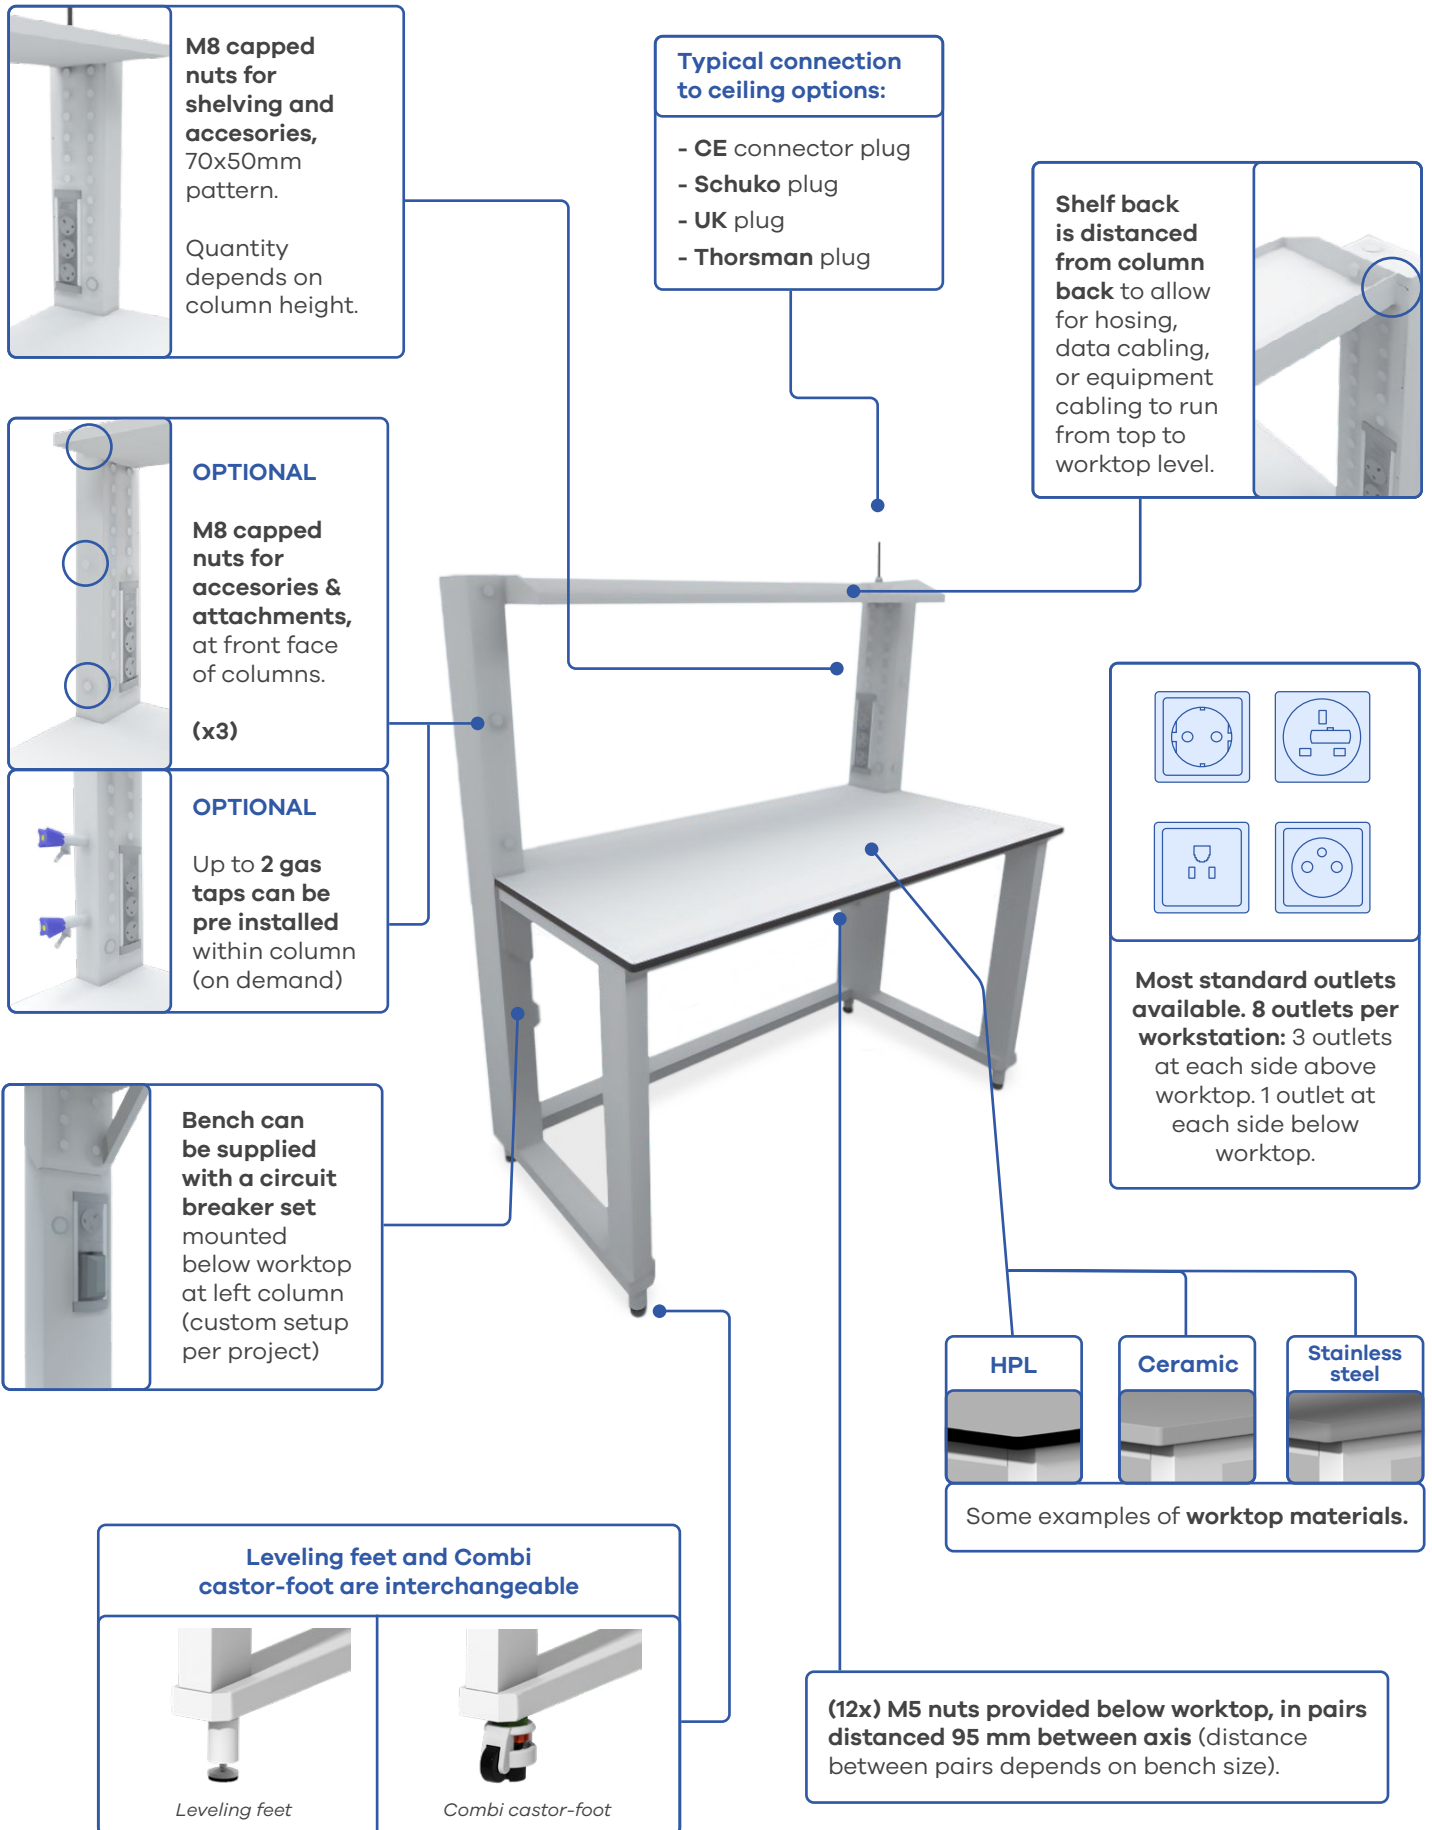 M8 capped
nuts for
shelving and
accesories,
70x50mm
pattern.
Quantity
depends on
column height.
Typical connection
to ceiling options:
- CE connector plug
- Schuko plug
- UK plug
- Thorsman plug
Shelf back
is distanced
from column
back to allow
for hosing,
data cabling,
or equipment
cabling to run
from top to
worktop level.
OPTIONAL
M8 capped
nuts for
accesories &
attachments,
at front face
of columns.
(x3)
OPTIONAL
Up to 2 gas
taps can be
pre installed
within column
(on demand)
Most standard outlets
available. 8 outlets per
workstation: 3 outlets
at each side above
worktop. 1 outlet at
each side below
worktop.
Bench can
be supplied
with a circuit
breaker set
mounted
below worktop
at left column
(custom setup
per project)
HPL
Ceramic
Stainless
steel
Some examples of worktop materials.
Leveling feet and Combi
castor-foot are interchangeable
Leveling feet
Combi castor-foot
(12x) M5 nuts provided below worktop, in pairs
distanced 95 mm between axis (distance
between pairs depends on bench size).